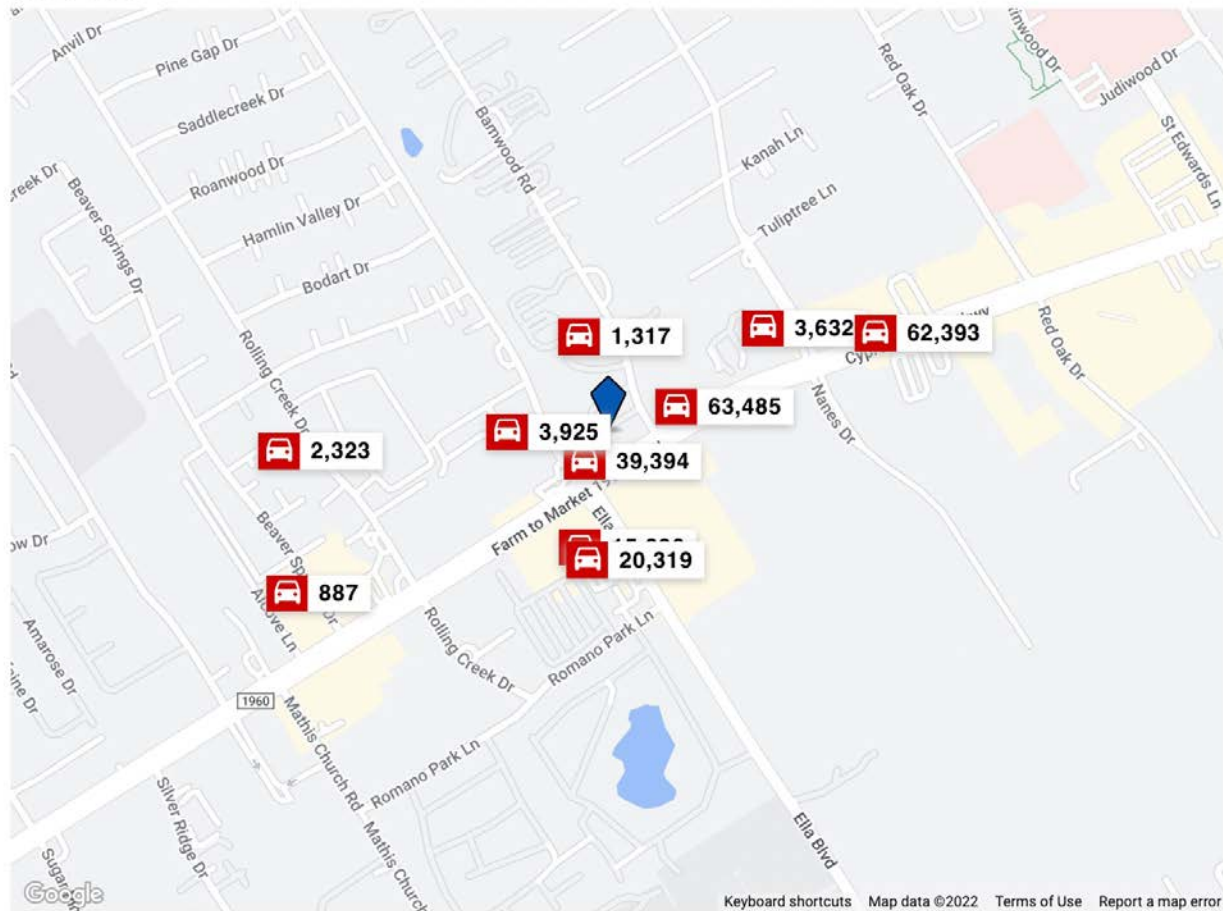 Anvil Dr
Pine Gap Dr
Saddlecreek Dr
Roanwood Dr
Hamlin Valley Dr
Bodart Dr
Beaver Springs Dr
Rolling Creek Dr
Barnwood Rd
Kanah Ln
Tuliptree Ln
Red Oak Dr
Judiwood Dr
St Edwards Ln
1,317
3,632
62,393
Red Oak Dr
63,485
Nanes Dr
3,925
2,323
39,394
Farm to Market
Ella
20,319
887
Alcove Ln
Amarose Dr
Rolling Creek Dr
Romano Park Ln
1960
Mathis Church Rd
Romano Park Ln
Silver Ridge Dr
Mathis Church
Ella Blvd
Google
Keyboard shortcuts Map data ©2022 Terms of Use Report a map error